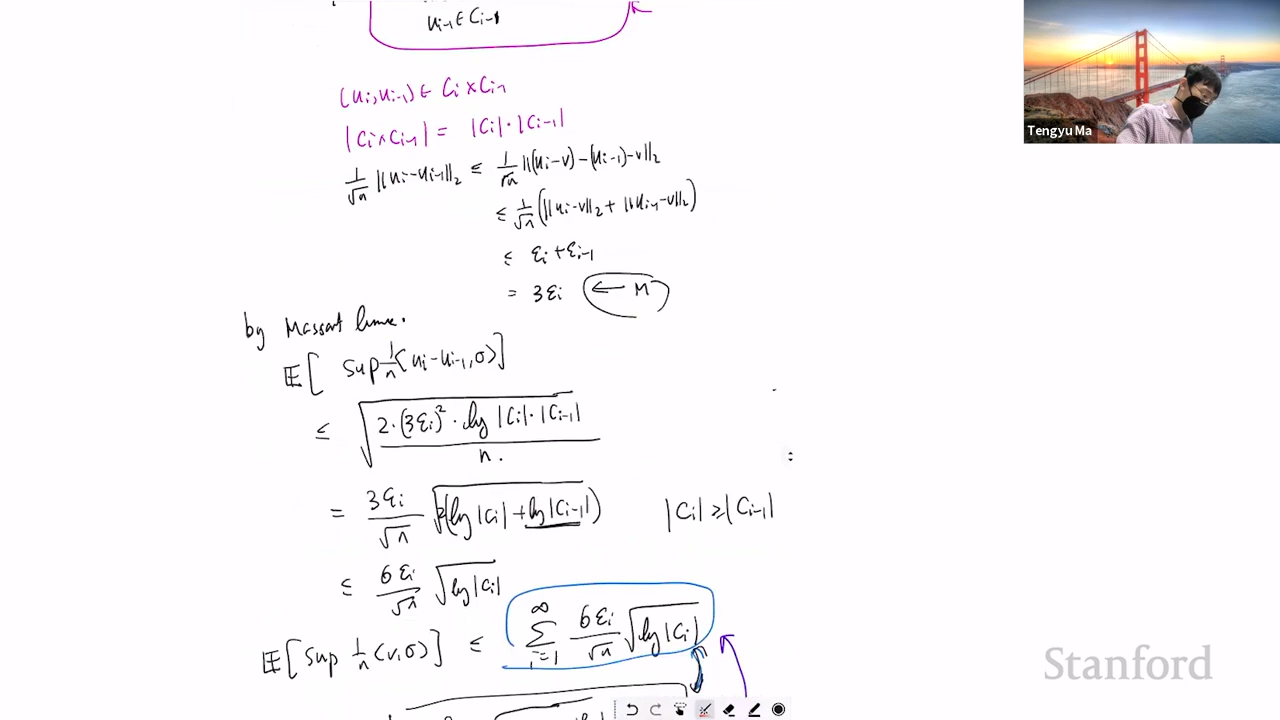 u_{i-1} ∈ C_{i-1}
(u_i, u_{i-1}) ∈ C_i × C_{i-1}
|C_i × C_{i-1}| = |C_i| · |C_{i-1}|
1/√n ||u_i - u_{i-1}||_2 ≤ 1/√n ||(u_i - v) - (u_{i-1}) - v||_2
≤ 1/√n (||u_i - v||_2 + ||u_{i-1} - v||_2)
≤ ε_i + ε_{i-1}
= 3ε_i ← M
by Massart lemma.
𝔼[ sup 1/n ⟨u_i - u_{i-1}, σ⟩ ]
≤ √(2 · (3ε_i)^2 · log |C_i| · |C_{i-1}| / n.)
= 3ε_i/√n √(2(log |C_i| + log |C_{i-1}|)) |C_i| ≥ |C_{i-1}|
≤ 6ε_i/√n √(log |C_i|)
𝔼[ sup 1/n ⟨v, σ⟩ ] ≤ ∑_{i=1}^∞ 6ε_i/√n √(log |C_i|)
Tengyu Ma
Stanford